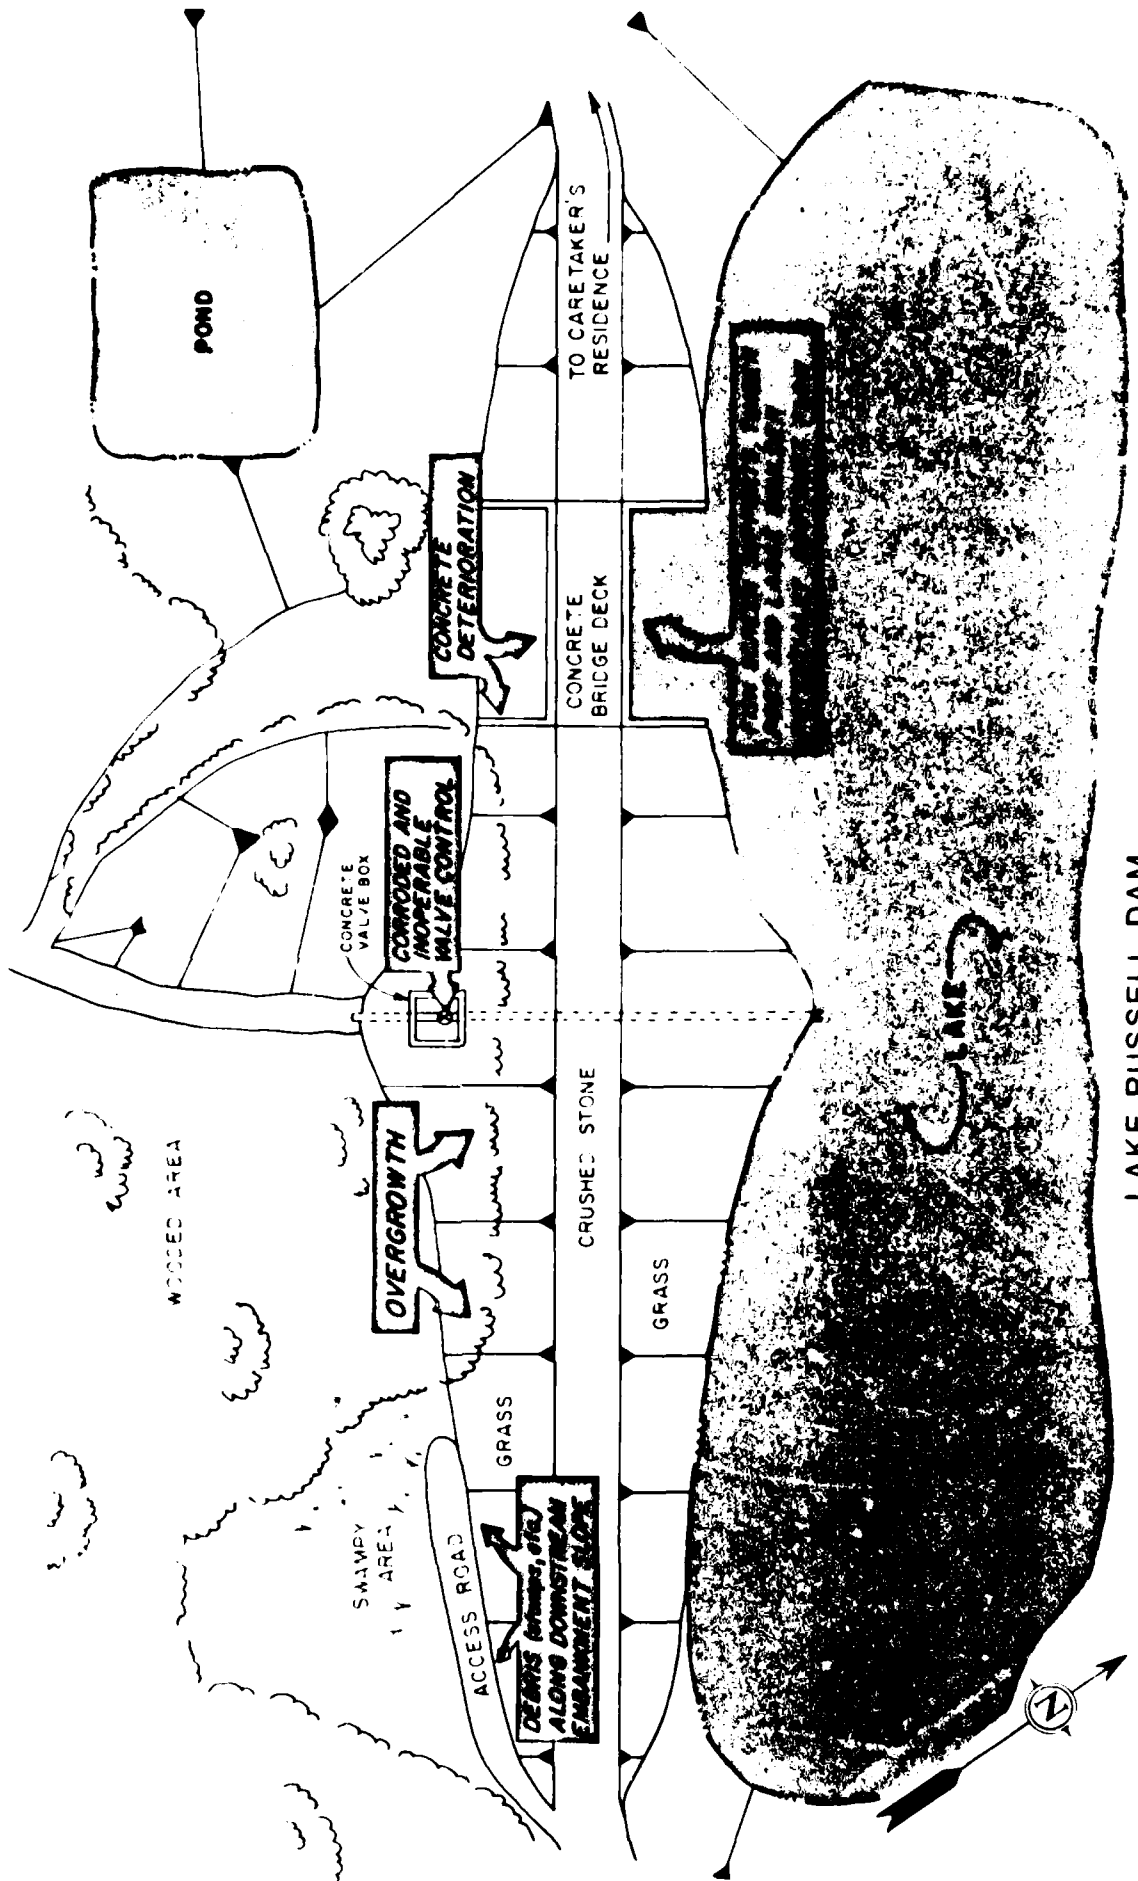 POND
TO CARETAKER'S
RESIDENCE
CONCRETE
DETERIORATION
CONCRETE
BRIDGE DECK
AND LARGE
CORRODED AND
INOPERABLE
VALVE CONTROL
CONCRETE
VALVE BOX
LAKE
WOODED AREA
OVERGROWTH
CRUSHED STONE
GRASS
GRASS
SWAMPY
AREA
ACCESS ROAD
DEBRIS (stumps, etc.)
ALONG DOWNSTREAM
EMBANKMENT SLOPE
N
LAKE RUSSELL DAM